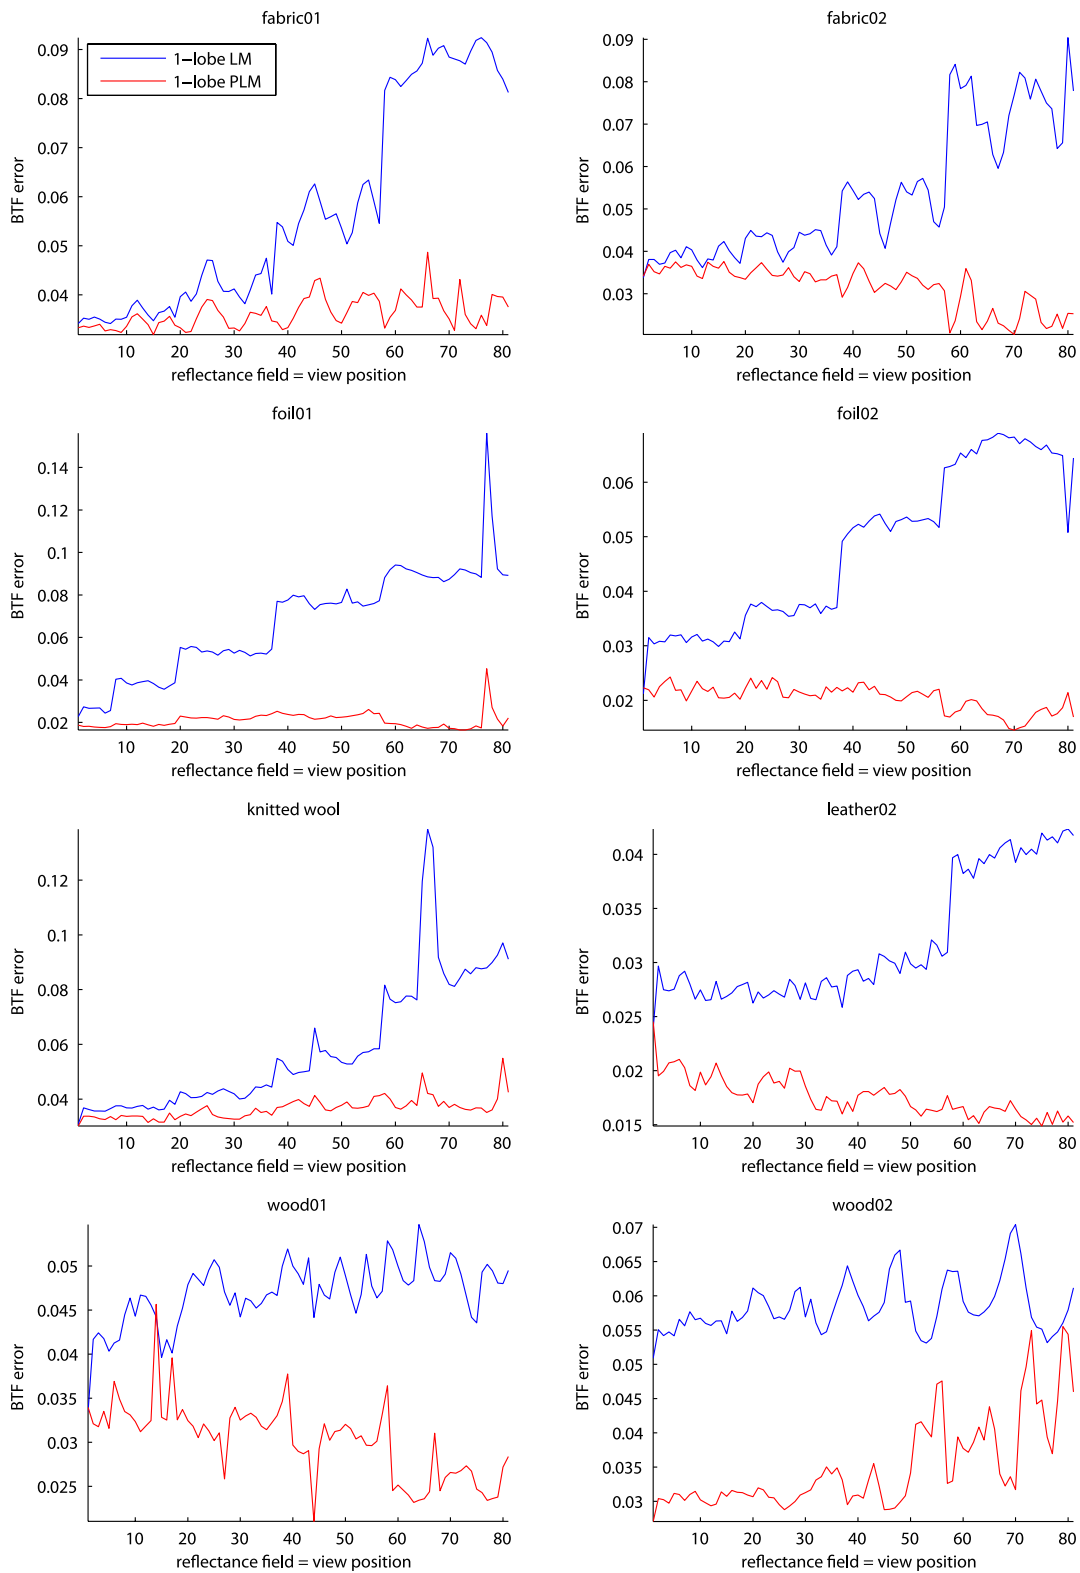 fabric01
1−lobe LM
1−lobe PLM
0.09
0.08
0.07
0.06
0.05
0.04
BTF error
10 20 30 40 50 60 70 80
reflectance field = view position
fabric02
0.09
0.08
0.07
0.06
0.05
0.04
0.03
BTF error
10 20 30 40 50 60 70 80
reflectance field = view position
foil01
0.14
0.12
0.1
0.08
0.06
0.04
0.02
BTF error
10 20 30 40 50 60 70 80
reflectance field = view position
foil02
0.06
0.05
0.04
0.03
0.02
BTF error
10 20 30 40 50 60 70 80
reflectance field = view position
knitted wool
0.12
0.1
0.08
0.06
0.04
BTF error
10 20 30 40 50 60 70 80
reflectance field = view position
leather02
0.04
0.035
0.03
0.025
0.02
0.015
BTF error
10 20 30 40 50 60 70 80
reflectance field = view position
wood01
0.05
0.045
0.04
0.035
0.03
0.025
BTF error
10 20 30 40 50 60 70 80
reflectance field = view position
wood02
0.07
0.065
0.06
0.055
0.05
0.045
0.04
0.035
0.03
BTF error
10 20 30 40 50 60 70 80
reflectance field = view position